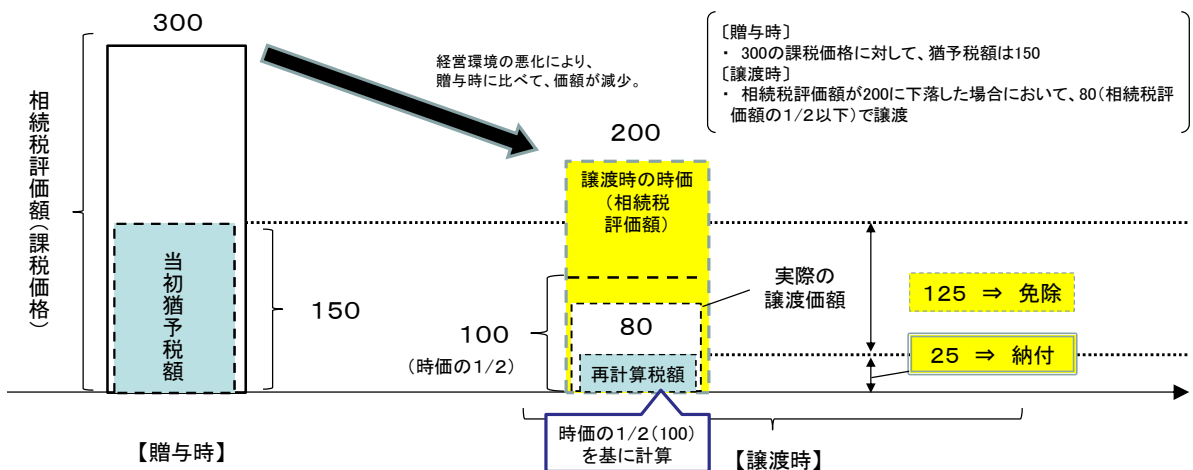 300
経営環境の悪化により、
贈与時に比べて、価額が減少。
〔贈与時〕
・ 300の課税価格に対して、猶予税額は150
〔譲渡時〕
・ 相続税評価額が200に下落した場合において、80(相続税評
価額の1/2以下)で譲渡
相続税評価額(課税価格)
当初猶予税額
150
200
譲渡時の時価
(相続税
評価額)
100
(時価の1/2)
80
再計算税額
実際の
譲渡価額
125 ⇒ 免除
25 ⇒ 納付
時価の1/2(100)
を基に計算
【贈与時】
【譲渡時】